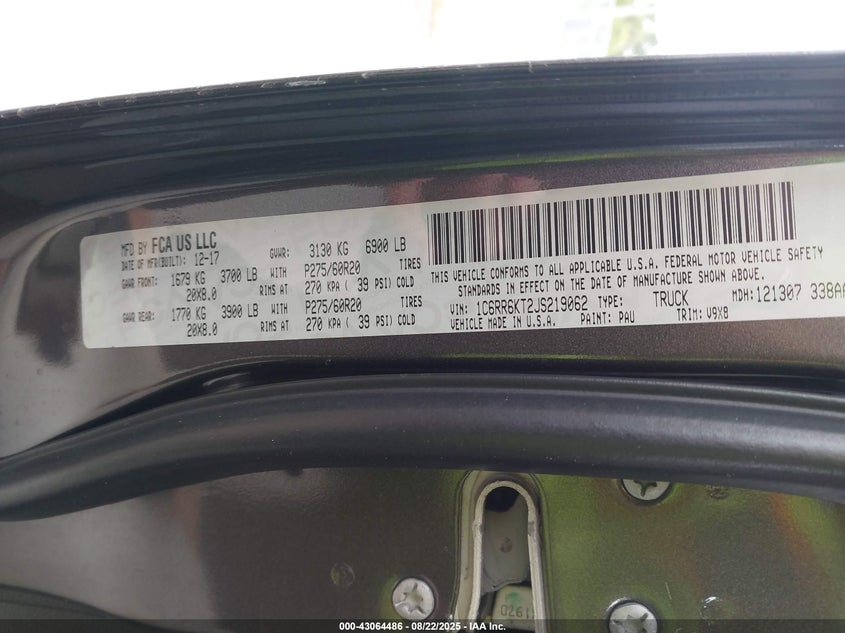 MFD BY FCA US LLC
DATE OF MFR(BUILT): 12-17 GVWR: 3130 KG 6900 LB
GAWR FRONT: 1679 KG 3700 LB WITH P275/60R20 TIRES
20X8.0 RIMS AT 270 KPA ( 39 PSI) COLD
GAWR REAR: 1770 KG 3900 LB WITH P275/60R20 TIRES
20X8.0 RIMS AT 270 KPA ( 39 PSI) COLD
THIS VEHICLE CONFORMS TO ALL APPLICABLE U.S.A. FEDERAL MOTOR VEHICLE SAFETY
STANDARDS IN EFFECT ON THE DATE OF MANUFACTURE SHOWN ABOVE.
VIN: 1C6RR6KT2JS219062 TYPE: TRUCK MDH:121307 338AA
VEHICLE MADE IN U.S.A. PAINT: PAU TRIM: V9X8
0261
000-43064486 - 08/22/2025 - IAA Inc.